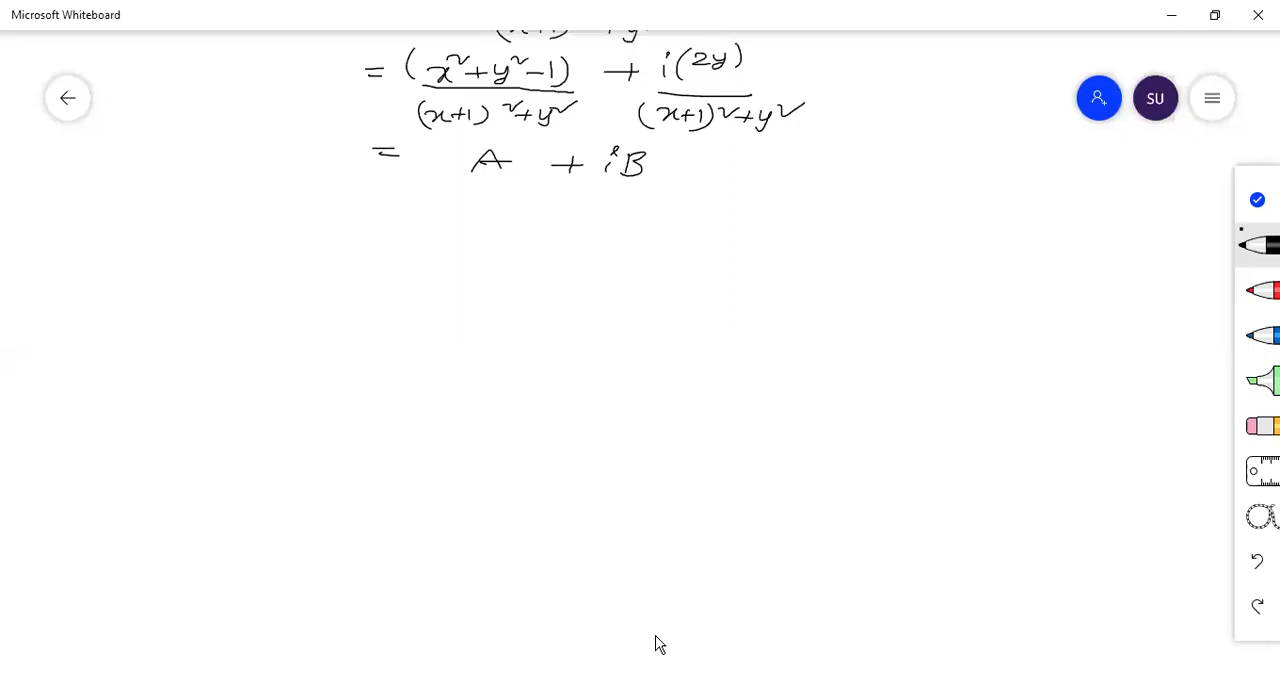 Microsoft Whiteboard
= (x²+y²-1)/((x+1)²+y²) + i(2y)/((x+1)²+y²)
SU
= A + iB